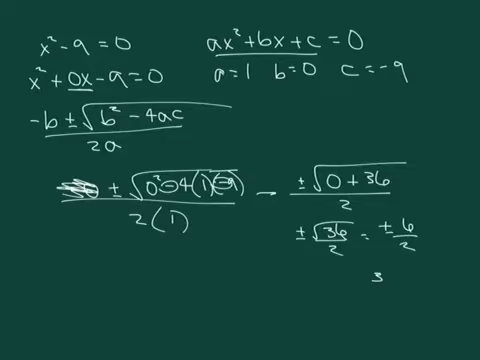 x² - 9 = 0
ax² + bx + c = 0
x² + 0x - 9 = 0
a = 1 b = 0 c = -9
-b ± √b² - 4ac
2a
± √0² - 4(1)(-9)
2(1)
-
± √0 + 36
2
± √36 = ± 6
2 2
3